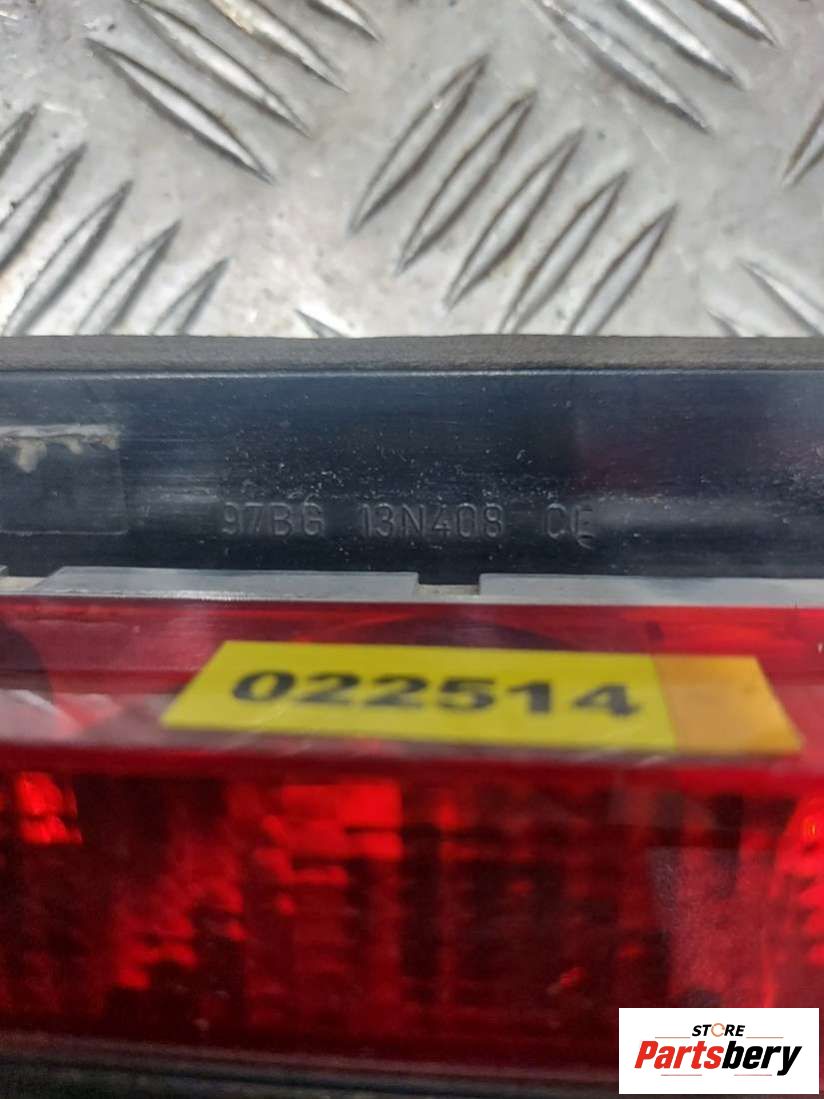 97BG 13N408 CE
022514
STORE
Partsbery